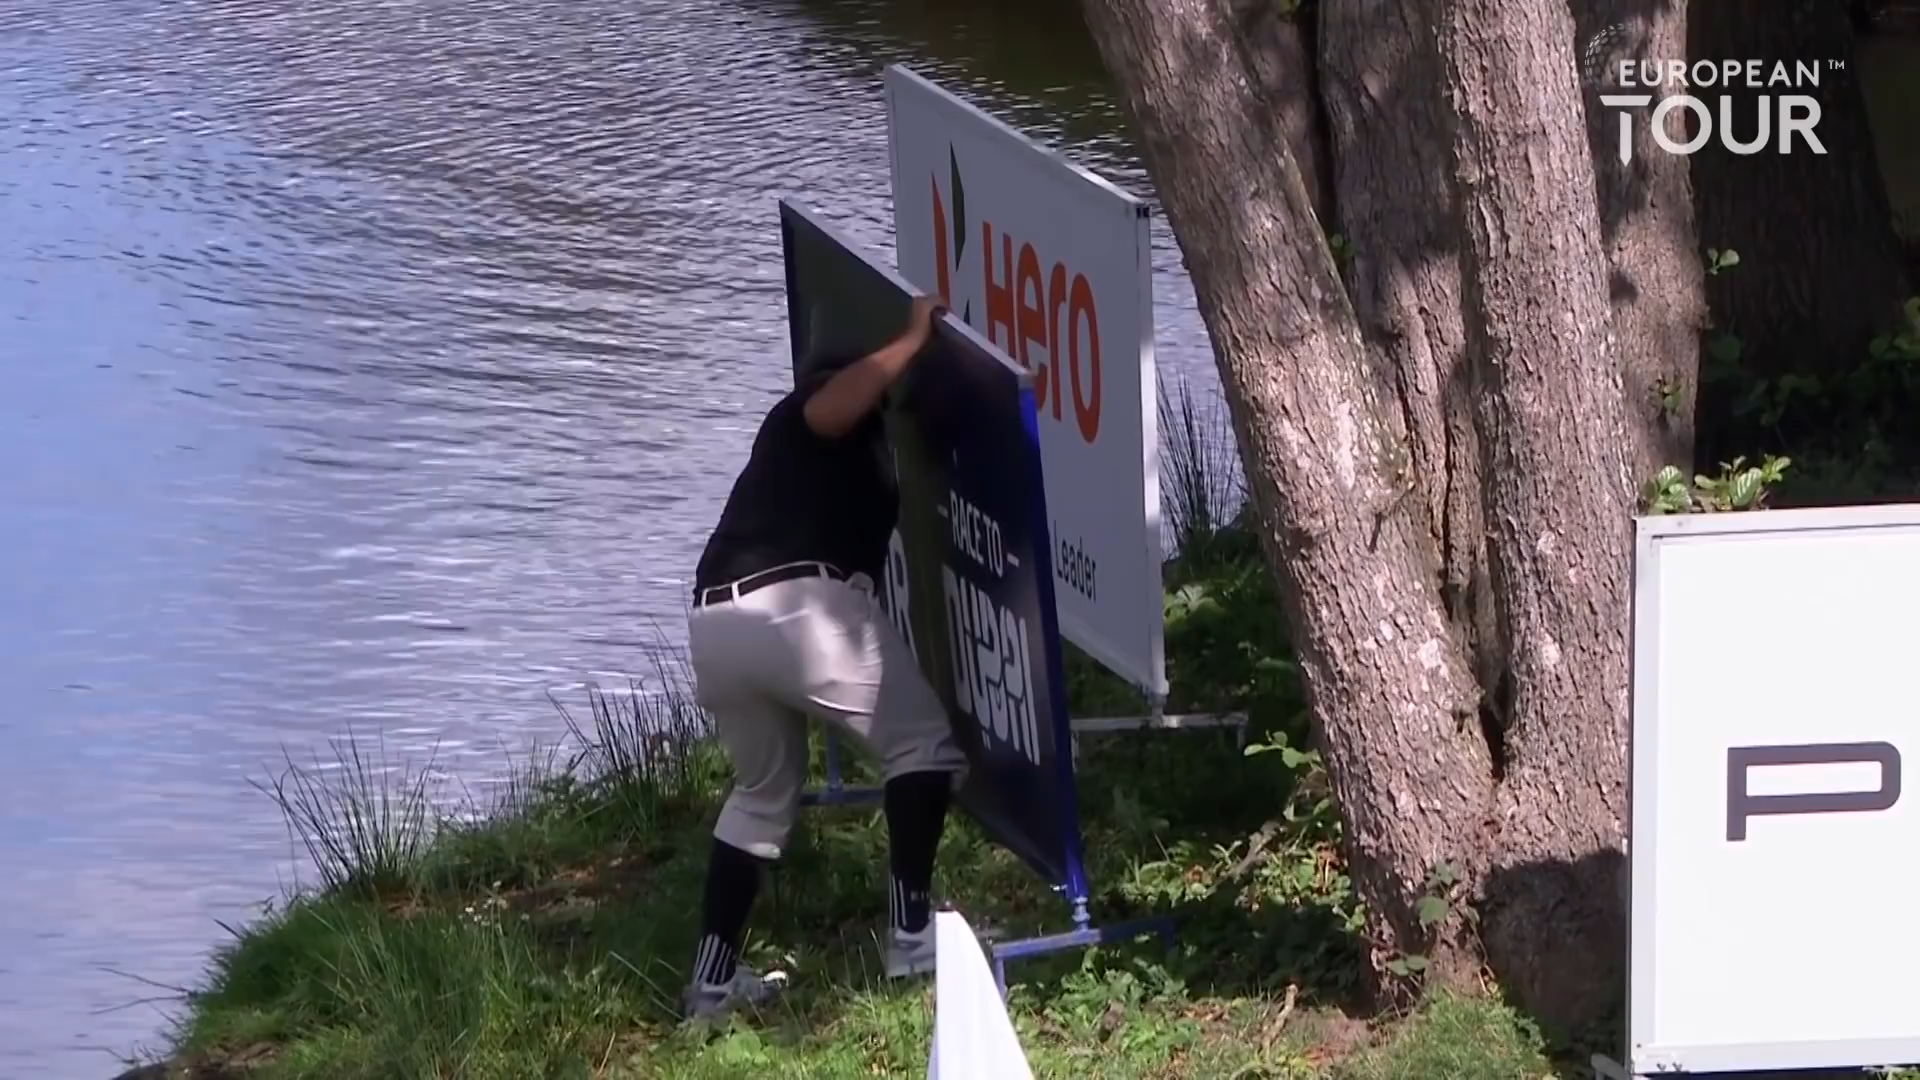 EUROPEAN™
TOUR
Hero
Leader
— RACE TO —
DUBAI
P